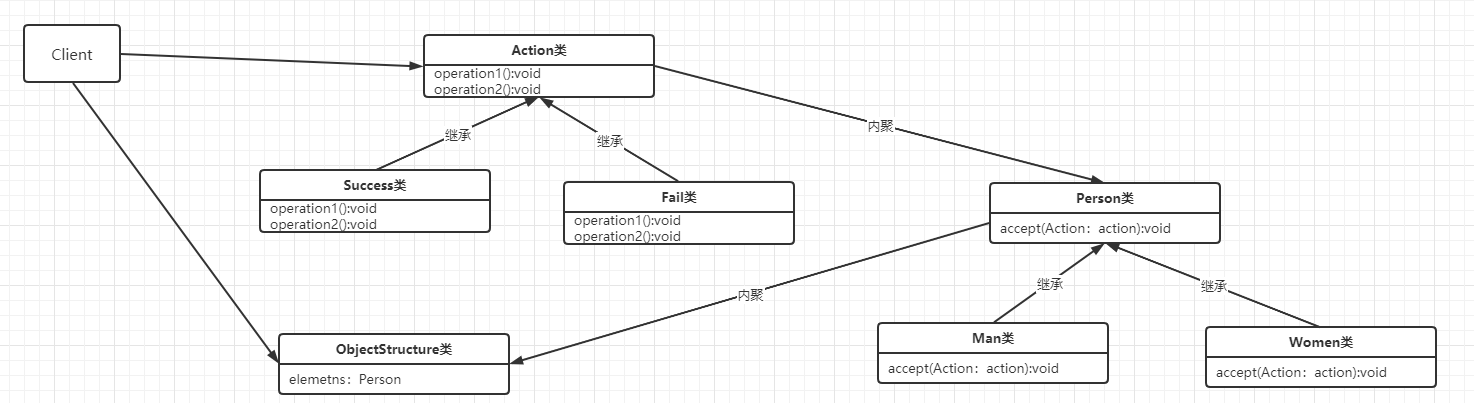 Client
Action类
operation1():void
operation2():void
内聚
继承
继承
Success类
operation1():void
operation2():void
Fail类
operation1():void
operation2():void
Person类
accept(Action：action):void
内聚
继承
继承
ObjectStructure类
elemetns：Person
Man类
accept(Action：action):void
Women类
accept(Action：action):void